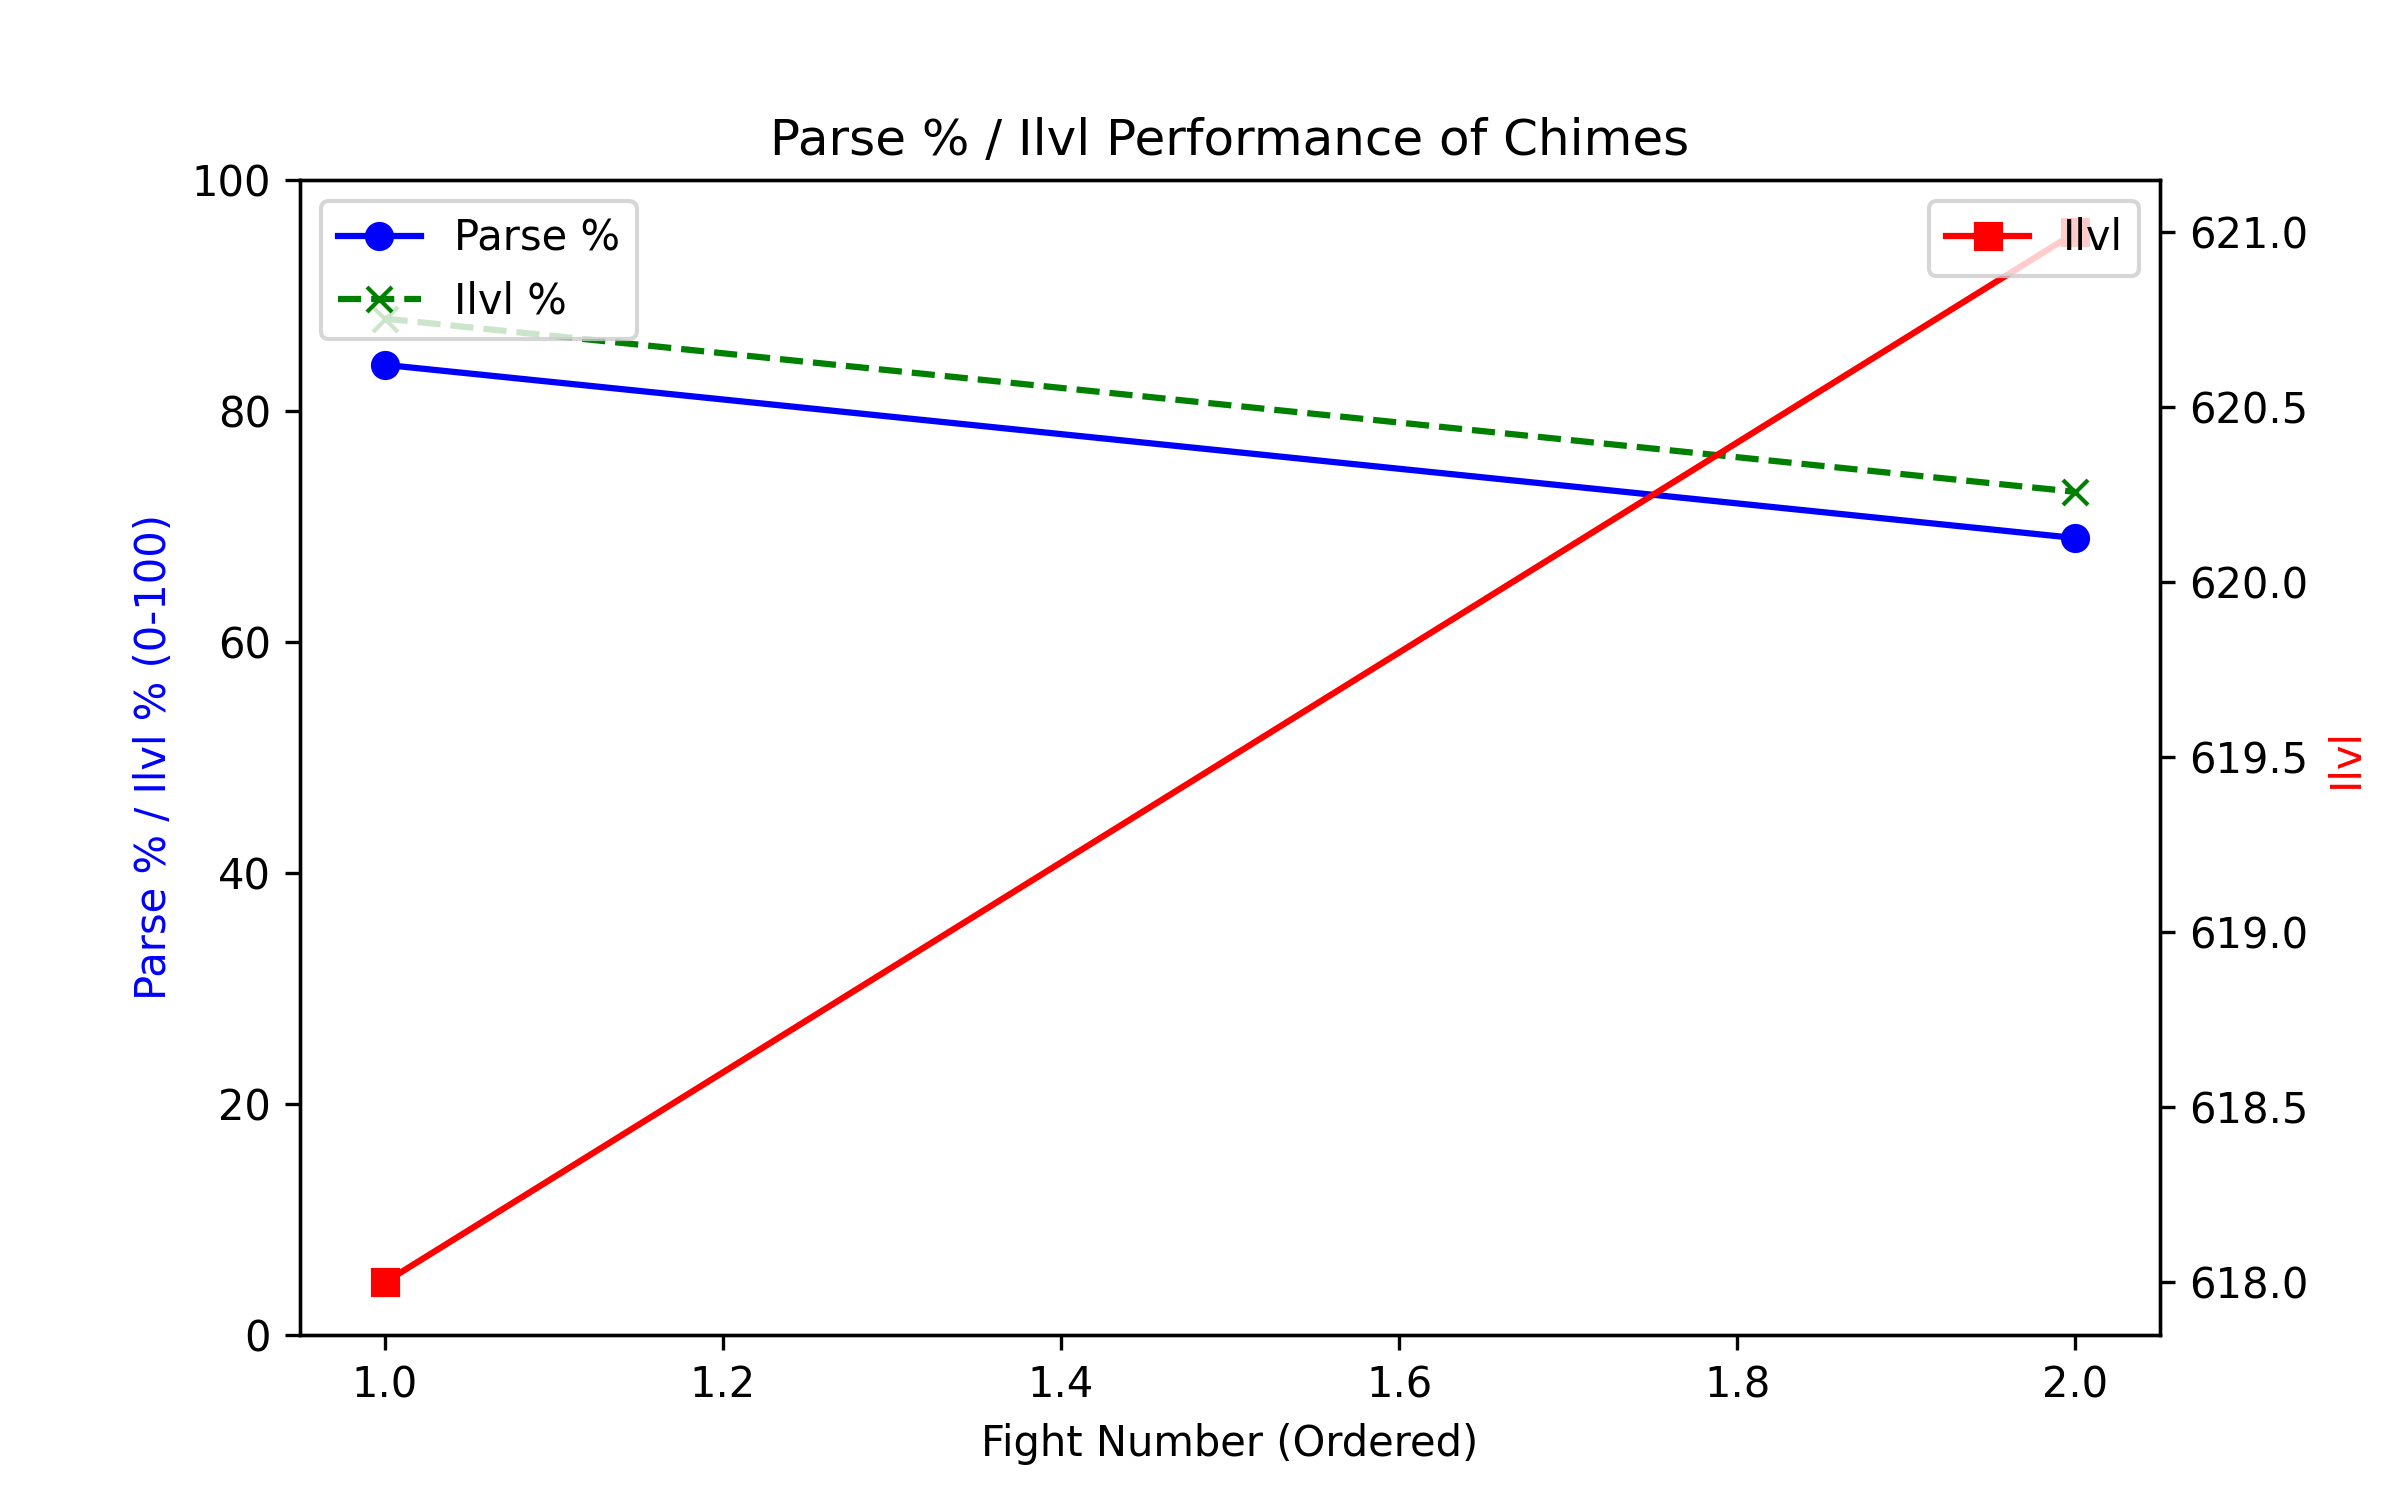 Parse % / Ilvl Performance of Chimes
Parse %
Ilvl %
Ilvl
100
80
60
40
20
0
Parse % / Ilvl % (0-100)
621.0
620.5
620.0
619.5
619.0
618.5
618.0
Ilvl
1.0 1.2 1.4 1.6 1.8 2.0
Fight Number (Ordered)